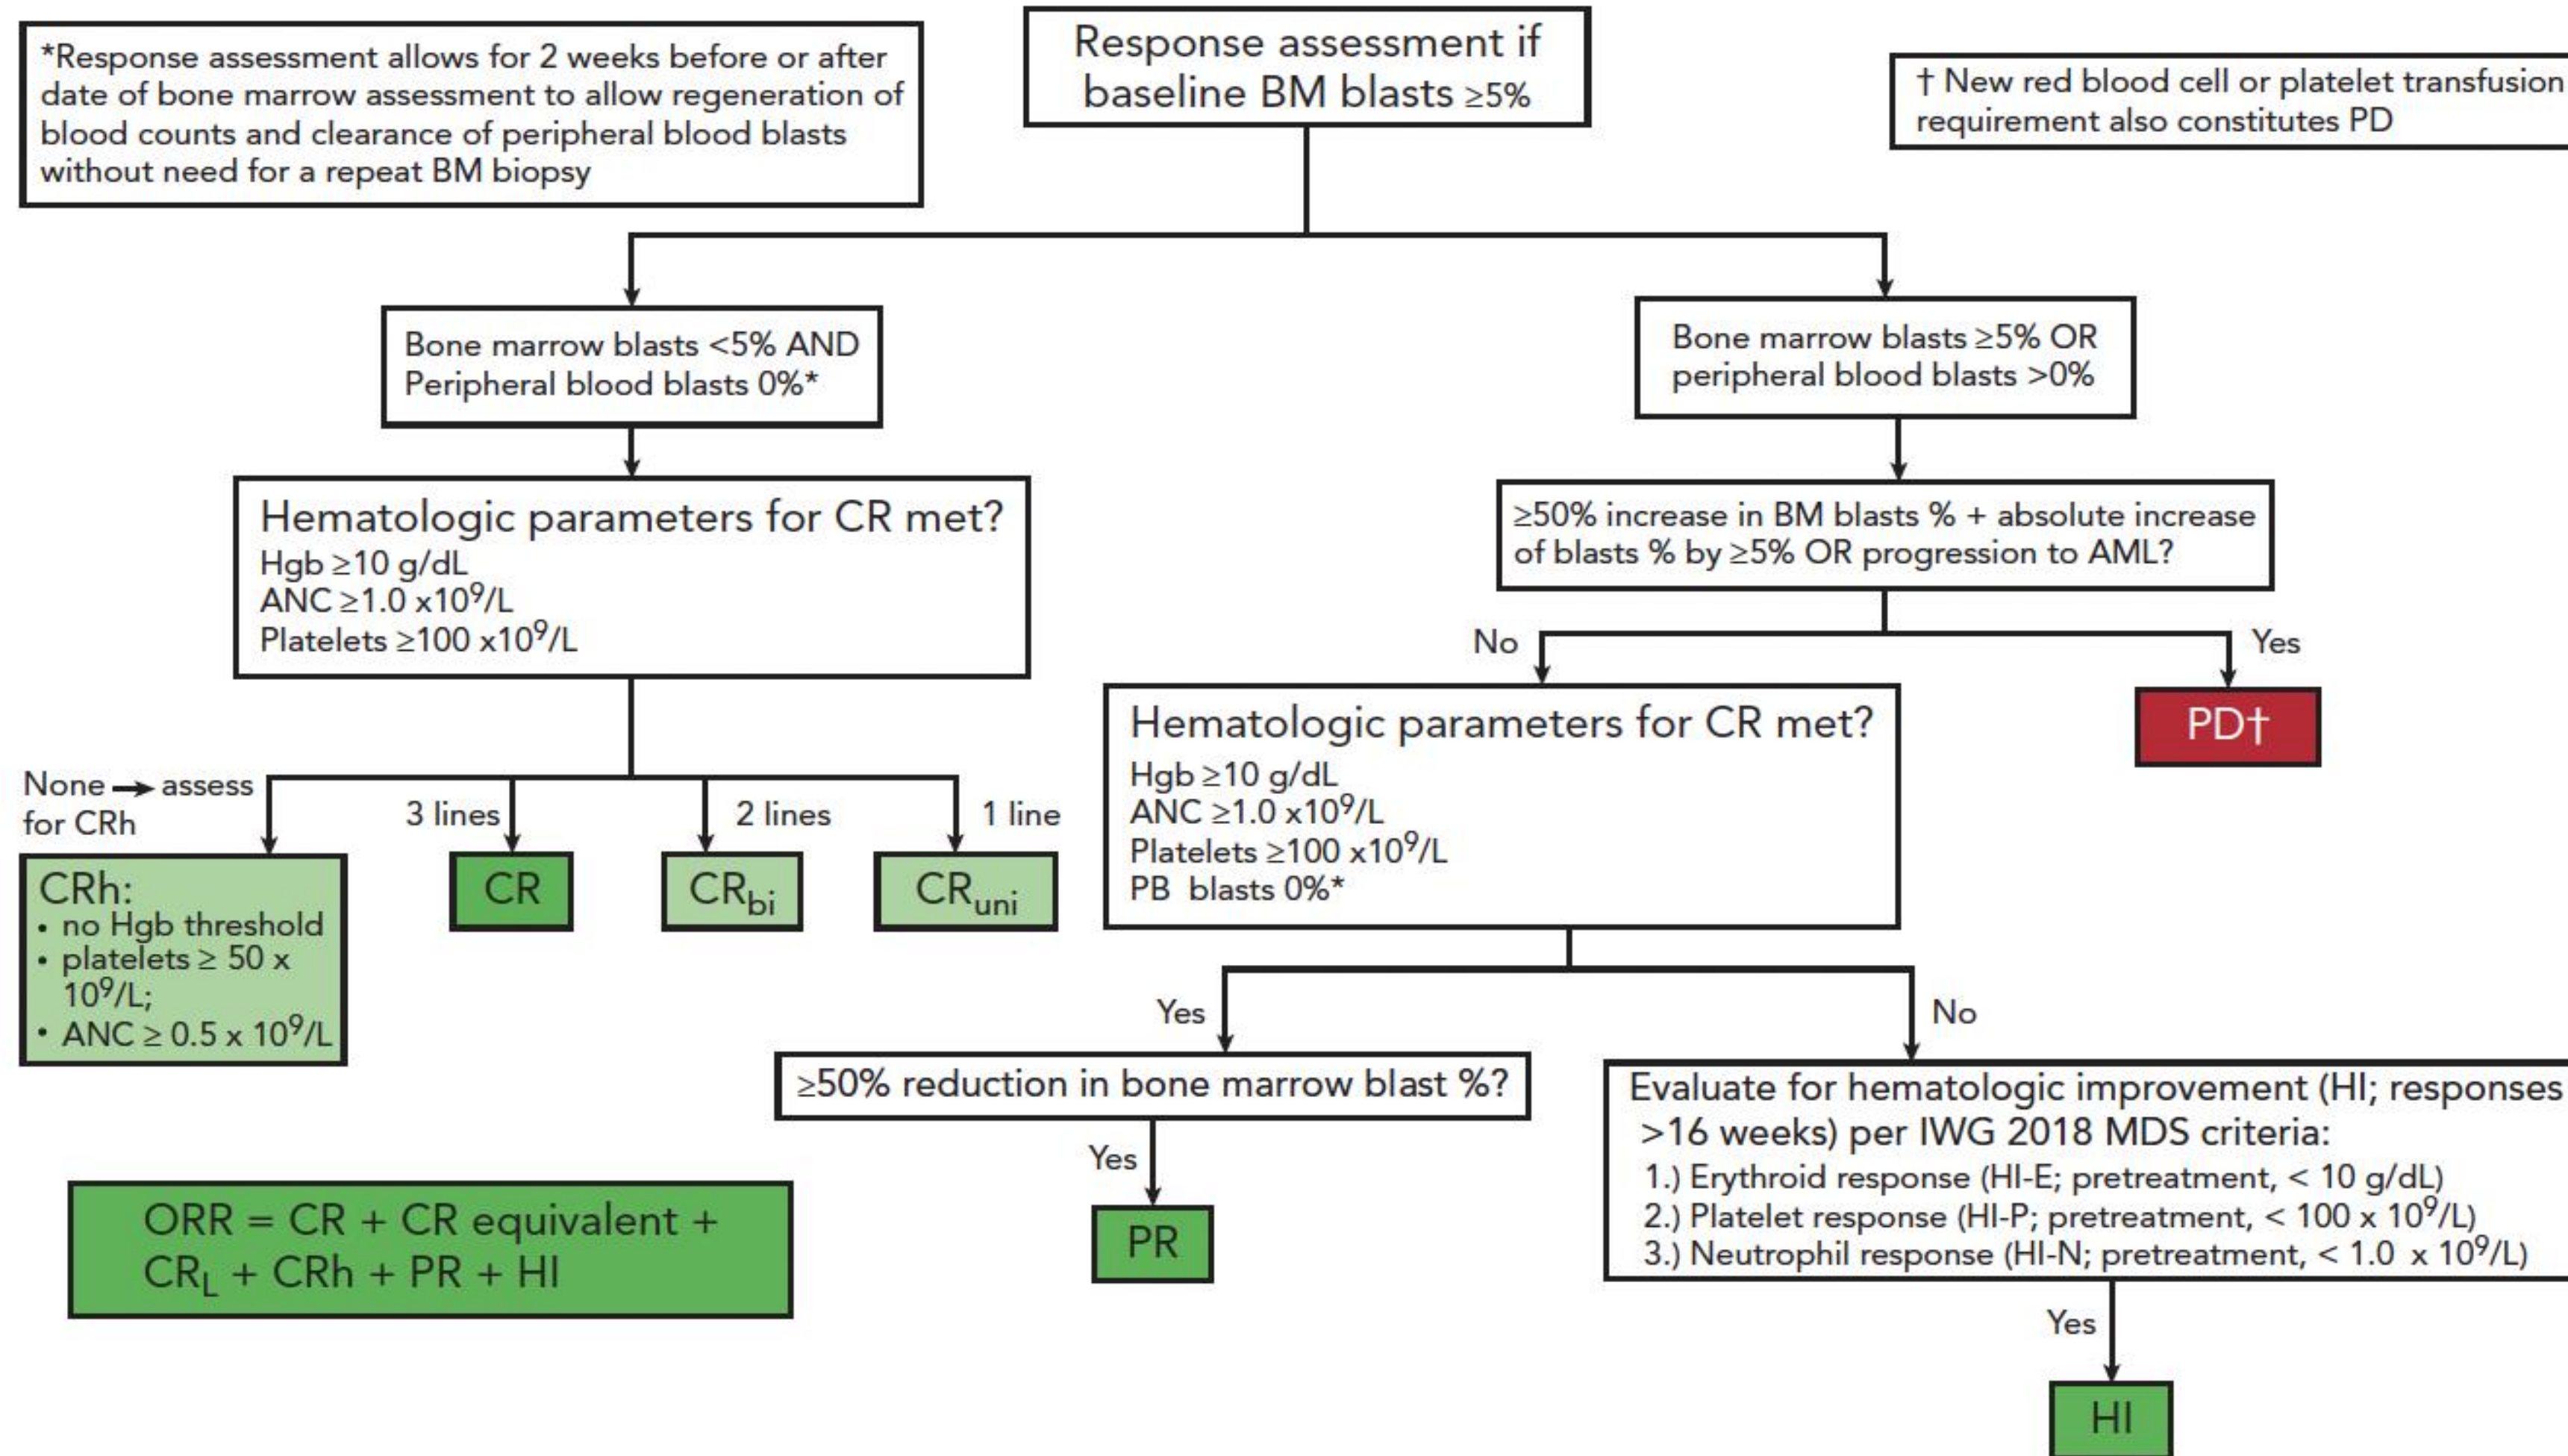 *Response assessment allows for 2 weeks before or after
date of bone marrow assessment to allow regeneration of
blood counts and clearance of peripheral blood blasts
without need for a repeat BM biopsy
Response assessment if
baseline BM blasts ≥5%
† New red blood cell or platelet transfusion
requirement also constitutes PD
Bone marrow blasts <5% AND
Peripheral blood blasts 0%*
Bone marrow blasts ≥5% OR
peripheral blood blasts >0%
Hematologic parameters for CR met?
Hgb ≥10 g/dL
ANC ≥1.0 x10⁹/L
Platelets ≥100 x10⁹/L
≥50% increase in BM blasts % + absolute increase
of blasts % by ≥5% OR progression to AML?
No
Yes
PD†
Hematologic parameters for CR met?
Hgb ≥10 g/dL
ANC ≥1.0 x10⁹/L
Platelets ≥100 x10⁹/L
PB blasts 0%*
None → assess
for CRh
3 lines
2 lines
1 line
CRh:
• no Hgb threshold
• platelets ≥ 50 x
10⁹/L;
• ANC ≥ 0.5 x 10⁹/L
CR
CRbi
CRuni
Yes
No
≥50% reduction in bone marrow blast %?
Yes
PR
Evaluate for hematologic improvement (HI; responses
>16 weeks) per IWG 2018 MDS criteria:
1.) Erythroid response (HI-E; pretreatment, < 10 g/dL)
2.) Platelet response (HI-P; pretreatment, < 100 x 10⁹/L)
3.) Neutrophil response (HI-N; pretreatment, < 1.0 x 10⁹/L)
Yes
HI
ORR = CR + CR equivalent +
CRL + CRh + PR + HI